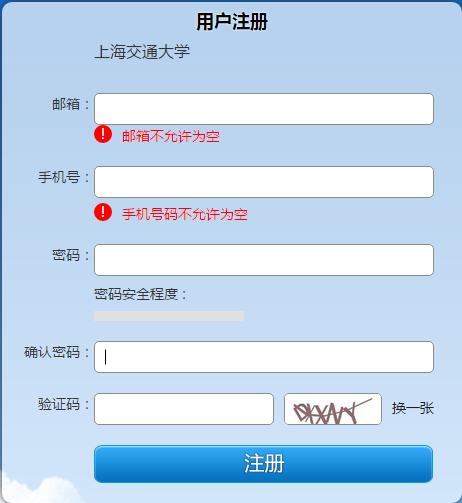 用户注册
上海交通大学
邮箱：
! 邮箱不允许为空
手机号：
! 手机号码不允许为空
密码：
密码安全程度：
确认密码：
验证码： 换一张
注册